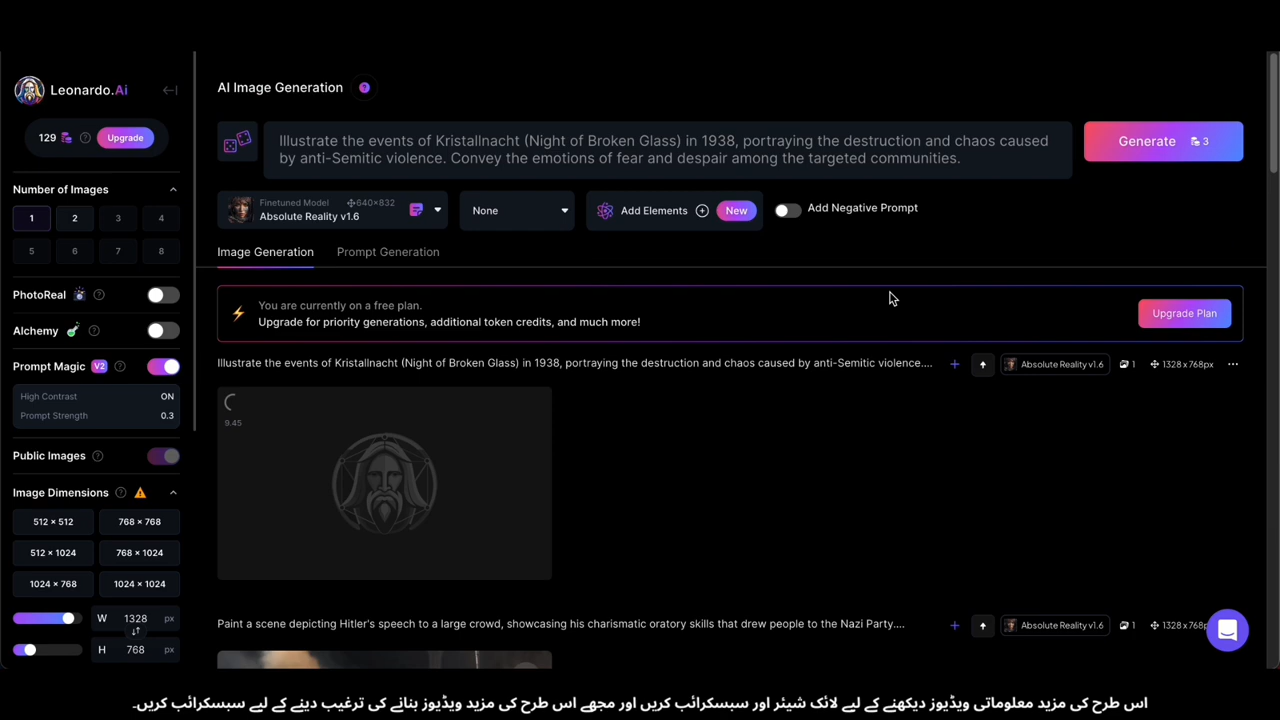 Leonardo.Ai
129
Upgrade
Number of Images
1
2
3
4
5
6
7
8
PhotoReal
Alchemy
Prompt Magic V2
High Contrast ON
Prompt Strength 0.3
Public Images
Image Dimensions
512 × 512
768 × 768
512 × 1024
768 × 1024
1024 × 768
1024 × 1024
W 1328 px
H 768 px
AI Image Generation
Illustrate the events of Kristallnacht (Night of Broken Glass) in 1938, portraying the destruction and chaos caused
by anti-Semitic violence. Convey the emotions of fear and despair among the targeted communities.
Generate 3
Finetuned Model 640×832
Absolute Reality v1.6
None
Add Elements
New
Add Negative Prompt
Image Generation
Prompt Generation
You are currently on a free plan.
Upgrade for priority generations, additional token credits, and much more!
Upgrade Plan
Illustrate the events of Kristallnacht (Night of Broken Glass) in 1938, portraying the destruction and chaos caused by anti-Semitic violence....
Absolute Reality v1.6
1
1328 x 768px
9.45
Paint a scene depicting Hitler's speech to a large crowd, showcasing his charismatic oratory skills that drew people to the Nazi Party....
Absolute Reality v1.6
1
1328 x 768p
اس طرح کی مزید معلوماتی ویڈیوز دیکھنے کے لیے لائک شیئر اور سبسکرائب کریں اور مجھے اس طرح کی مزید ویڈیوز بنانے کی ترغیب دینے کے لیے سبسکرائب کریں۔